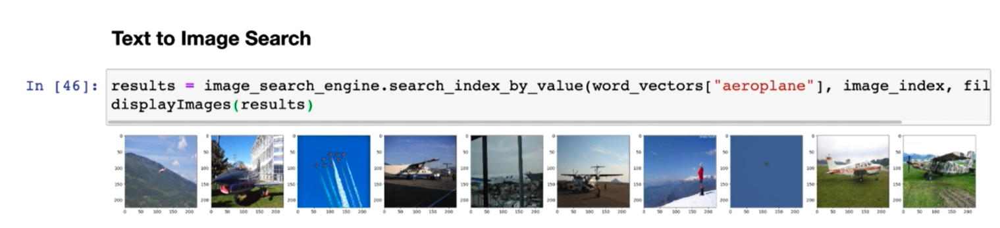 Text to Image Search
In [46]: results = image_search_engine.search_index_by_value(word_vectors["aeroplane"], image_index, fil
displayImages(results)
0 0 0 0 0 0 0 0 0 0
50 50 50 50 50 50 50 50 50 50
100 100 100 100 100 100 100 100 100 100
150 150 150 150 150 150 150 150 150 150
200 200 200 200 200 200 200 200 200 200
0 50 100 150 200 0 50 100 150 200 0 50 100 150 200 0 50 100 150 200 0 50 100 150 200 0 50 100 150 200 0 50 100 150 200 0 50 100 150 200 0 50 100 150 200 0 50 100 150 200